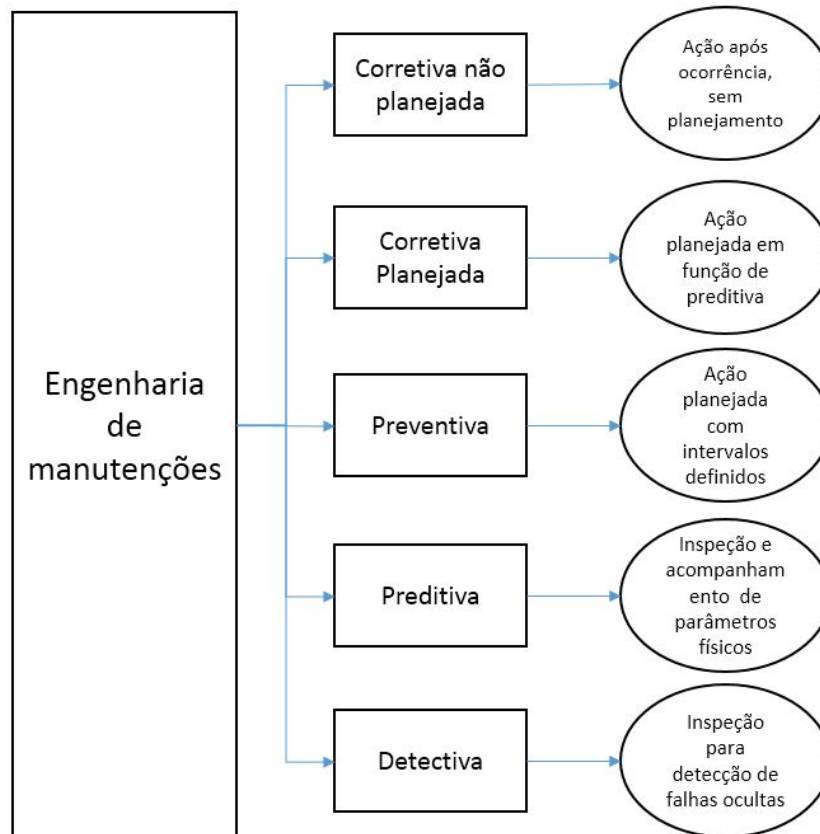 Engenharia
de
manutenções
Corretiva não
planejada
Ação após
ocorrência,
sem
planejamento
Corretiva
Planejada
Ação
planejada em
função de
preditiva
Preventiva
Ação
planejada
com
intervalos
definidos
Preditiva
Inspeção e
acompanham
ento de
parâmetros
físicos
Detectiva
Inspeção
para
detecção de
falhas ocultas